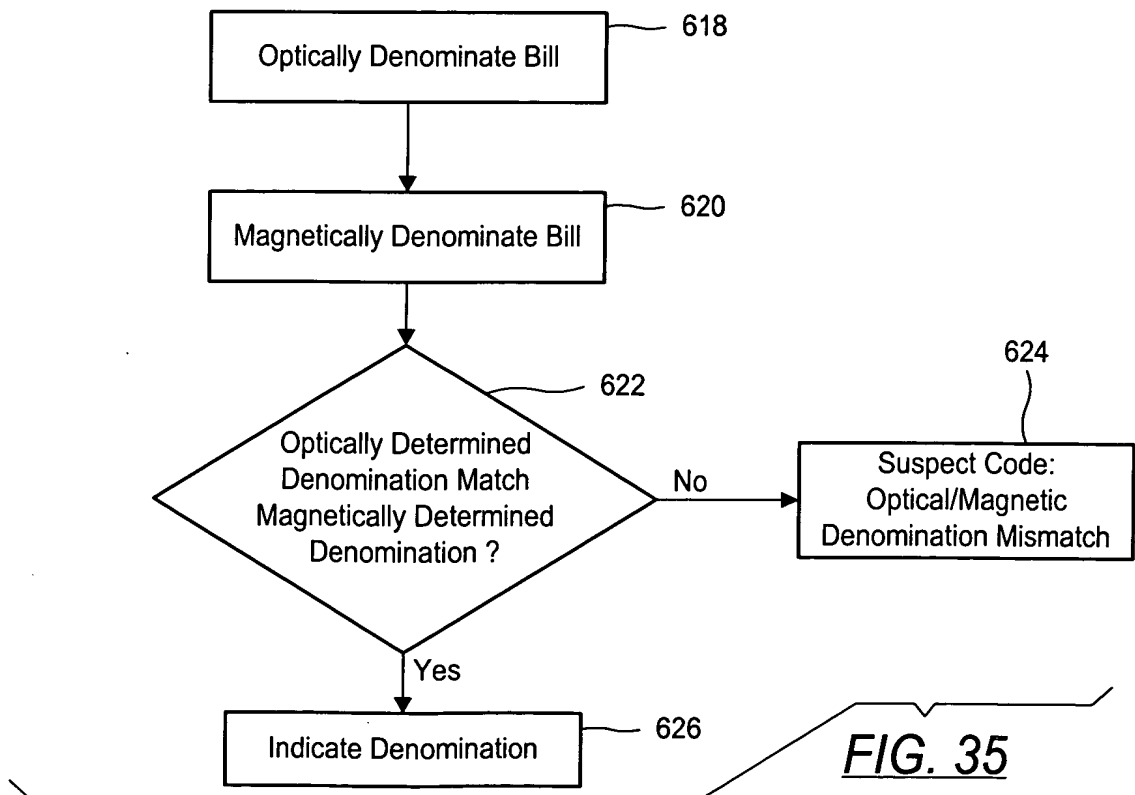 Optically Denominate Bill
618
Magnetically Denominate Bill
620
622
Optically Determined
Denomination Match
Magnetically Determined
Denomination ?
No
624
Suspect Code:
Optical/Magnetic
Denomination Mismatch
Yes
Indicate Denomination
626
FIG. 35